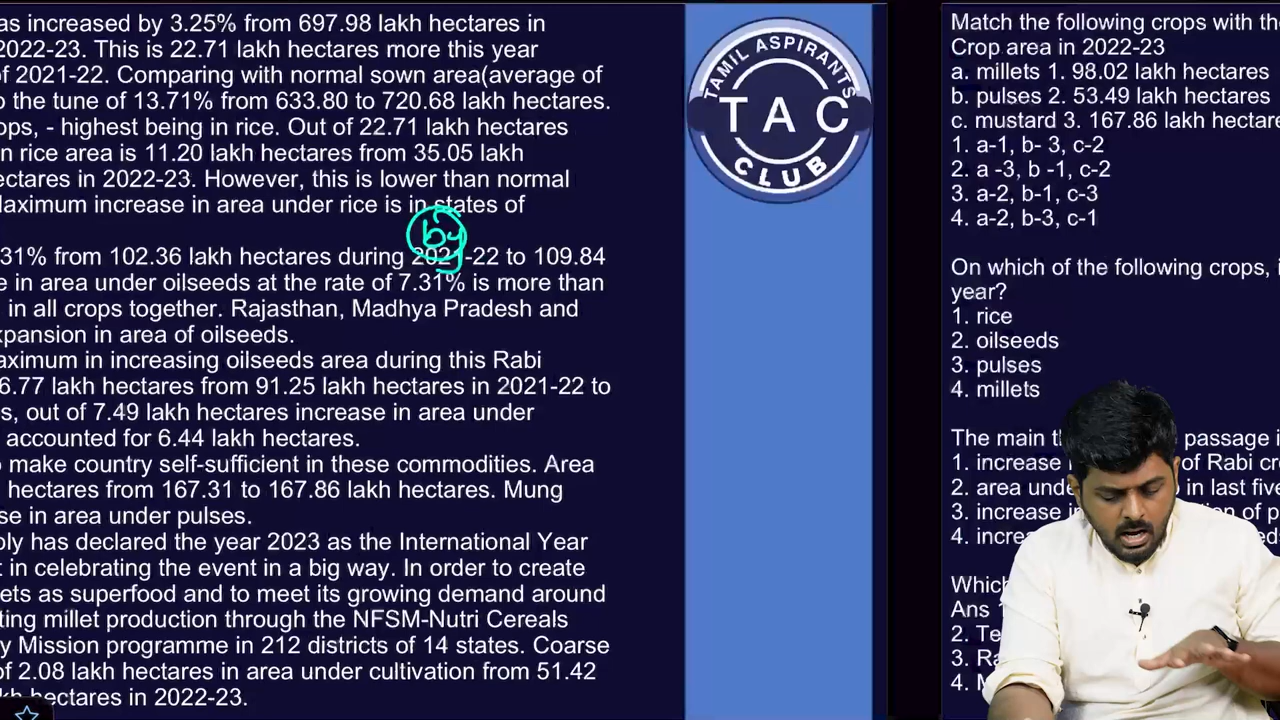 as increased by 3.25% from 697.98 lakh hectares in
2022-23. This is 22.71 lakh hectares more this year
of 2021-22. Comparing with normal sown area(average of
o the tune of 13.71% from 633.80 to 720.68 lakh hectares.
ops, - highest being in rice. Out of 22.71 lakh hectares
n rice area is 11.20 lakh hectares from 35.05 lakh
ectares in 2022-23. However, this is lower than normal
Maximum increase in area under rice is in states of
by
.31% from 102.36 lakh hectares during 2021-22 to 109.84
e in area under oilseeds at the rate of 7.31% is more than
in all crops together. Rajasthan, Madhya Pradesh and
xpansion in area of oilseeds.
aximum in increasing oilseeds area during this Rabi
6.77 lakh hectares from 91.25 lakh hectares in 2021-22 to
s, out of 7.49 lakh hectares increase in area under
accounted for 6.44 lakh hectares.
o make country self-sufficient in these commodities. Area
hectares from 167.31 to 167.86 lakh hectares. Mung
se in area under pulses.
bly has declared the year 2023 as the International Year
t in celebrating the event in a big way. In order to create
ets as superfood and to meet its growing demand around
ting millet production through the NFSM-Nutri Cereals
y Mission programme in 212 districts of 14 states. Coarse
of 2.08 lakh hectares in area under cultivation from 51.42
kh hectares in 2022-23.
TAMIL ASPIRANTS
TAC
CLUB
Match the following crops with the
Crop area in 2022-23
a. millets 1. 98.02 lakh hectares
b. pulses 2. 53.49 lakh hectares
c. mustard 3. 167.86 lakh hectare
1. a-1, b- 3, c-2
2. a -3, b -1, c-2
3. a-2, b-1, c-3
4. a-2, b-3, c-1
On which of the following crops, i
year?
1. rice
2. oilseeds
3. pulses
4. millets
The main t passage i
1. increase of Rabi cr
2. area unde in last five
3. increase in tion of p
4. increa eds
Which
Ans
2. Te
3. Ra
4. M